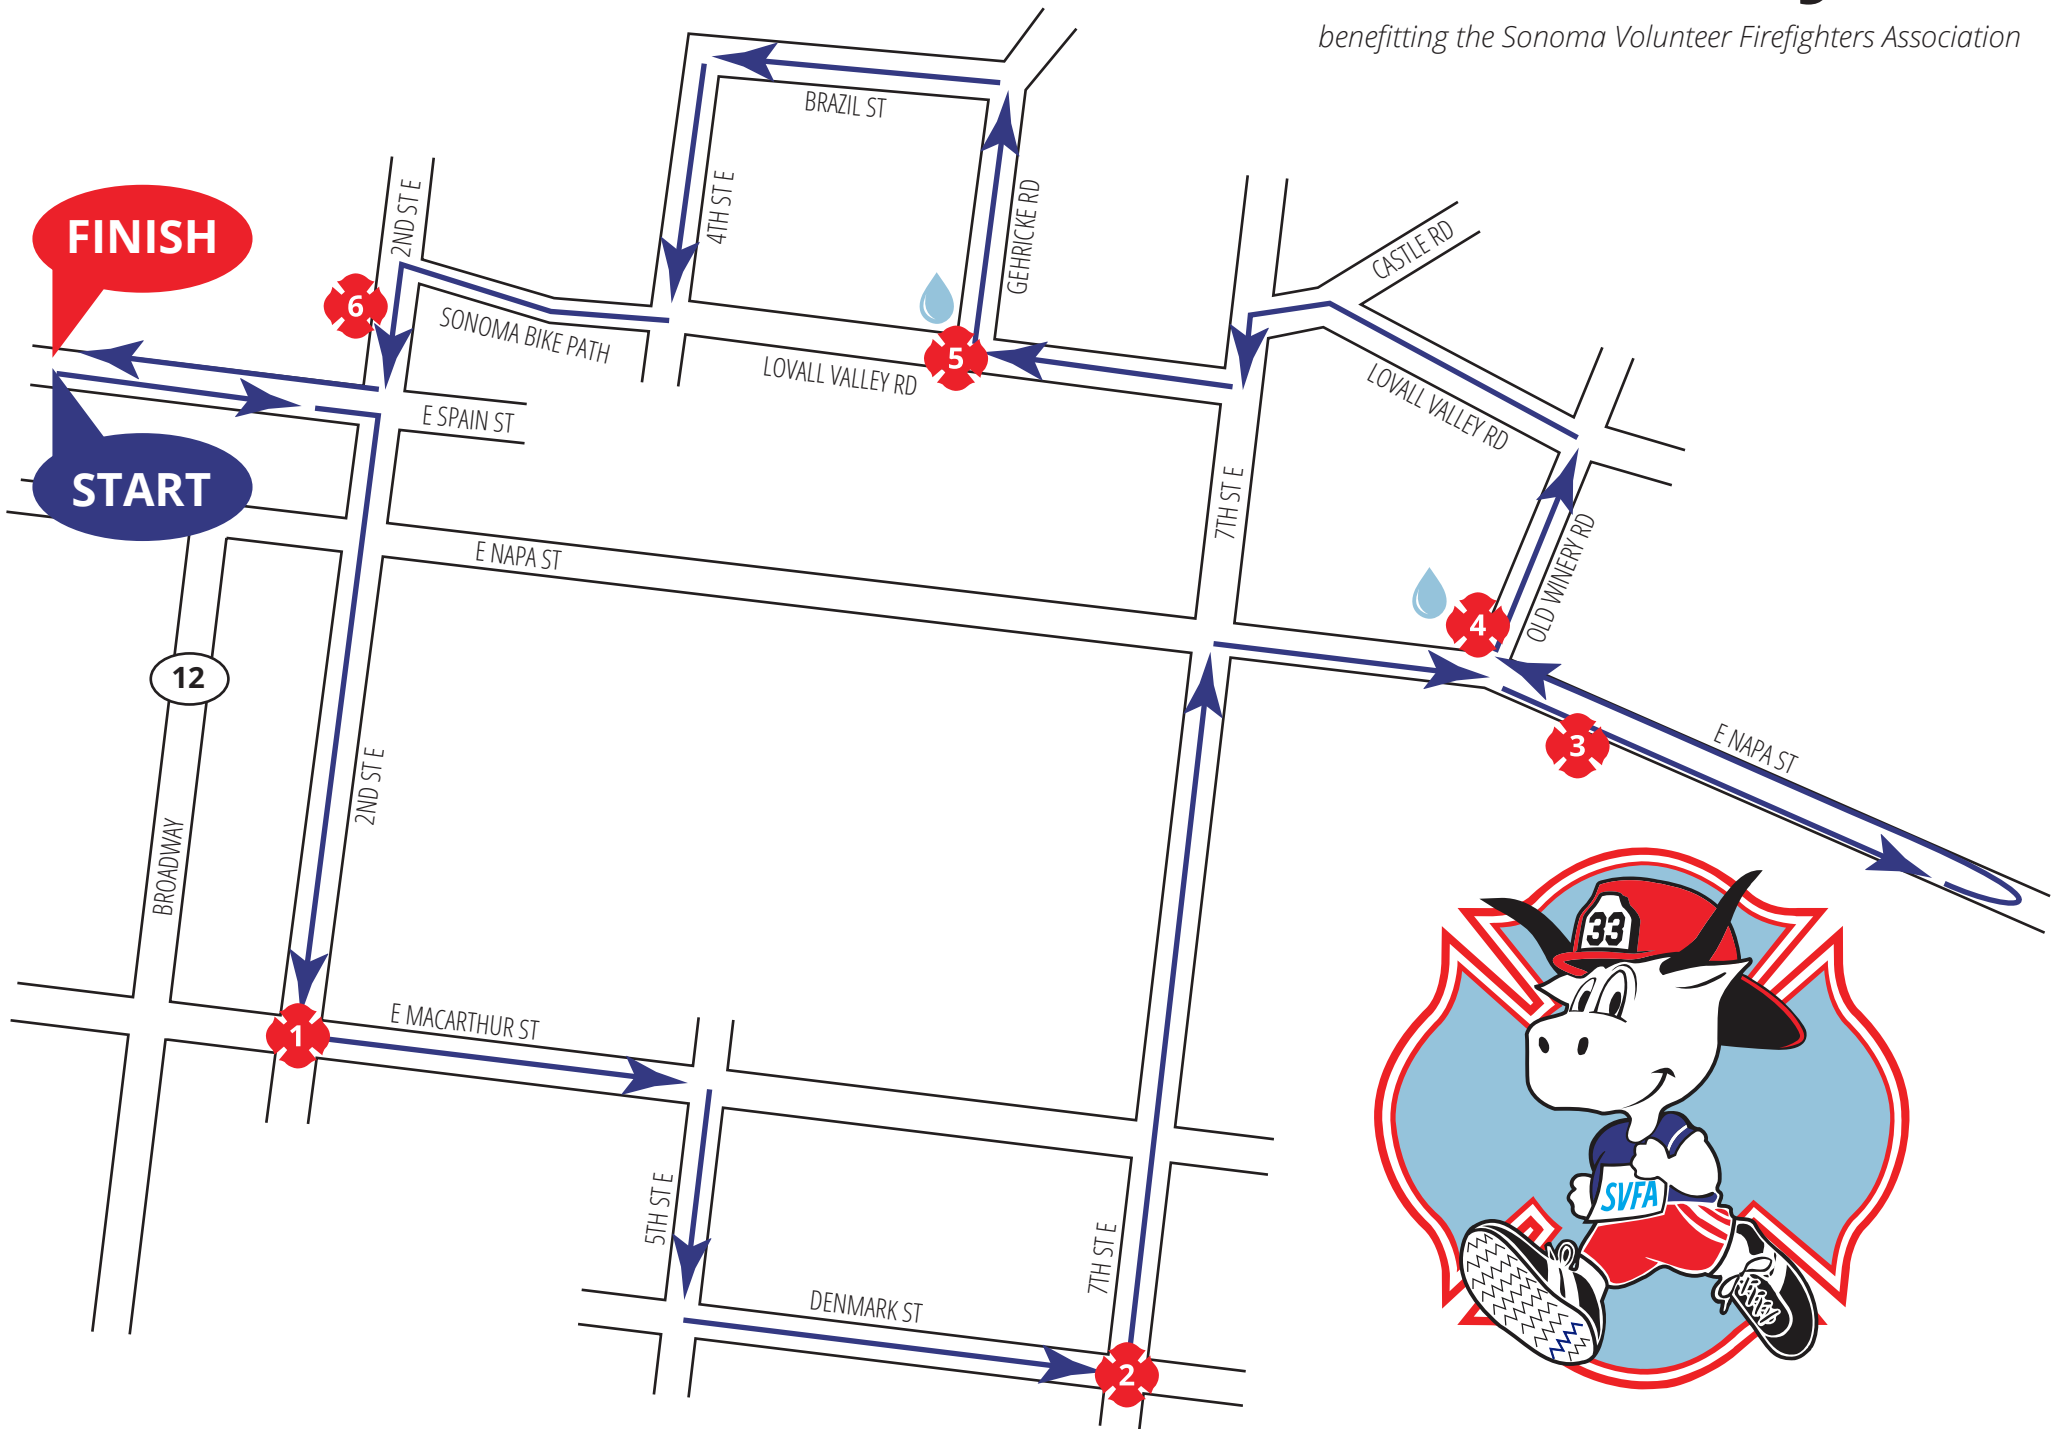 benefitting the Sonoma Volunteer Firefighters Association
BRAZIL ST
2ND ST E
4TH ST E
GEHRICKE RD
FINISH
CASTLE RD
6
SONOMA BIKE PATH
5
LOVALL VALLEY RD
LOVALL VALLEY RD
E SPAIN ST
START
7TH ST E
E NAPA ST
OLD WINERY RD
4
12
3
E NAPA ST
2ND ST E
BROADWAY
33
1
E MACARTHUR ST
5TH ST E
SVFA
7TH ST E
DENMARK ST
2